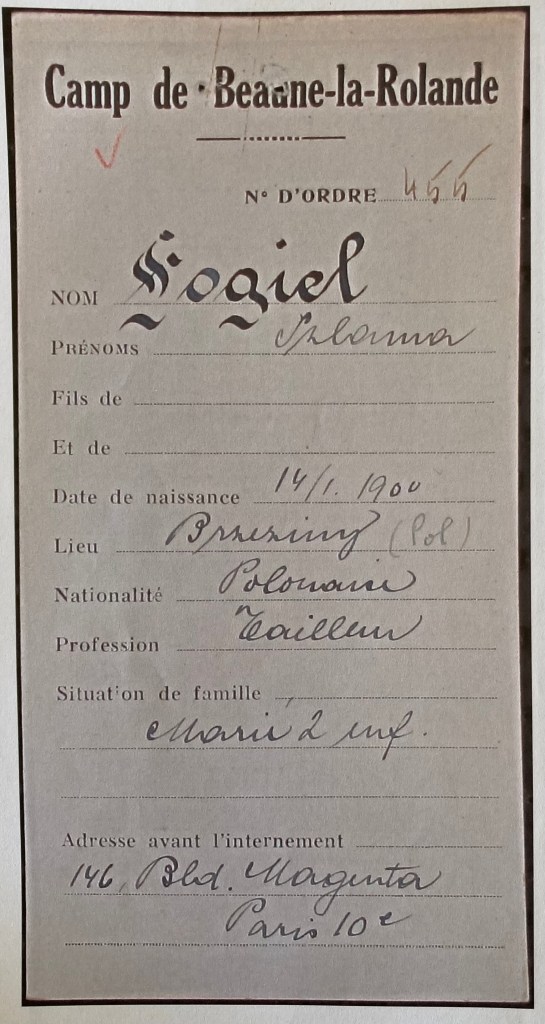 Camp de Beaune-la-Rolande
N° D'ORDRE 455
NOM Fogiel
PRÉNOMS Szlama
Fils de
Et de
Date de naissance 14/1. 1900
Lieu Brzeziny (Pol)
Nationalité Polonaise
Profession Tailleur
Situation de famille
Marié 2 enf.
Adresse avant l'internement
146, Bld. Magenta
Paris 10e